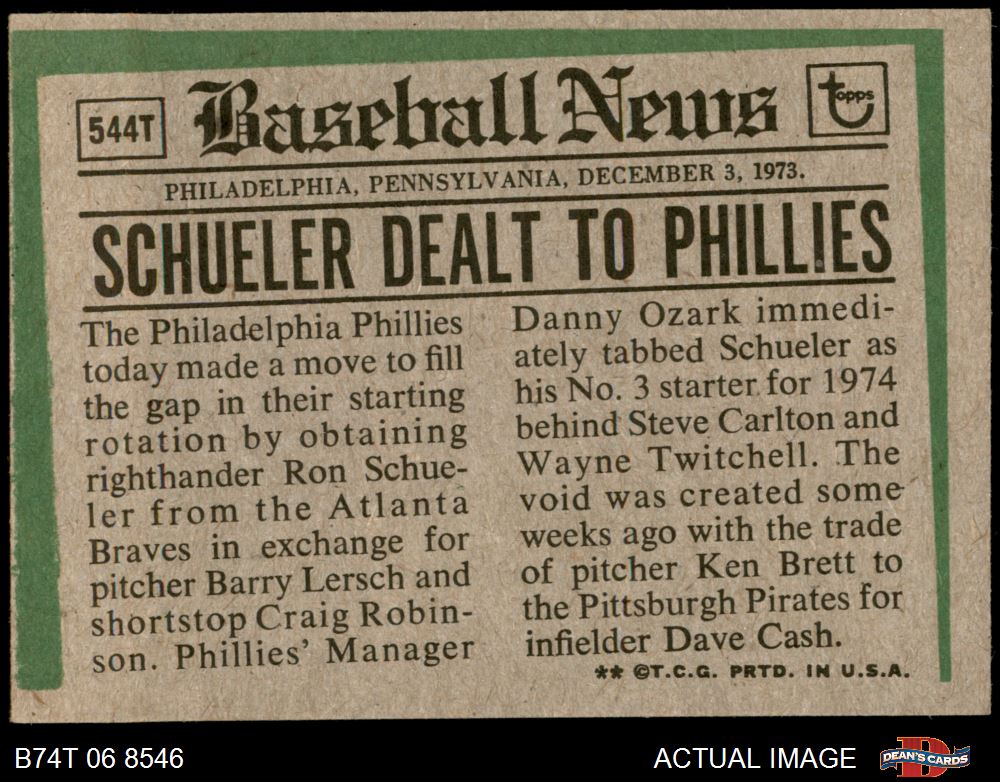 544T
Baseball News
topps
PHILADELPHIA, PENNSYLVANIA, DECEMBER 3, 1973.
SCHUELER DEALT TO PHILLIES
The Philadelphia Phillies
today made a move to fill
the gap in their starting
rotation by obtaining
righthander Ron Schue-
ler from the Atlanta
Braves in exchange for
pitcher Barry Lersch and
shortstop Craig Robin-
son. Phillies' Manager
Danny Ozark immedi-
ately tabbed Schueler as
his No. 3 starter for 1974
behind Steve Carlton and
Wayne Twitchell. The
void was created some
weeks ago with the trade
of pitcher Ken Brett to
the Pittsburgh Pirates for
infielder Dave Cash.
** ©T.C.G. PRTD. IN U.S.A.
B74T 06 8546
ACTUAL IMAGE
D
DEAN'S CARDS